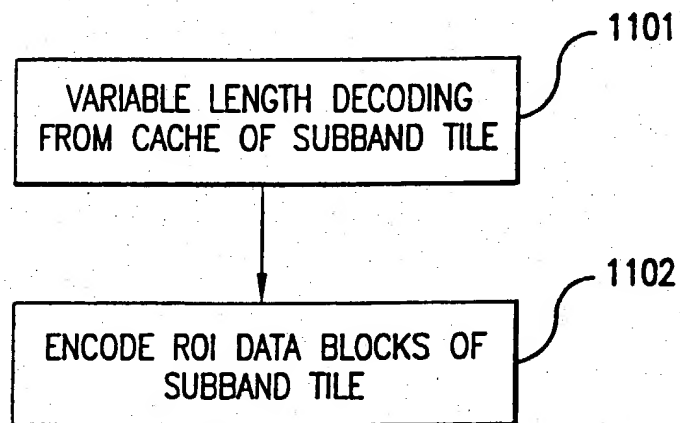 1101
VARIABLE LENGTH DECODING
FROM CACHE OF SUBBAND TILE
1102
ENCODE ROI DATA BLOCKS OF
SUBBAND TILE